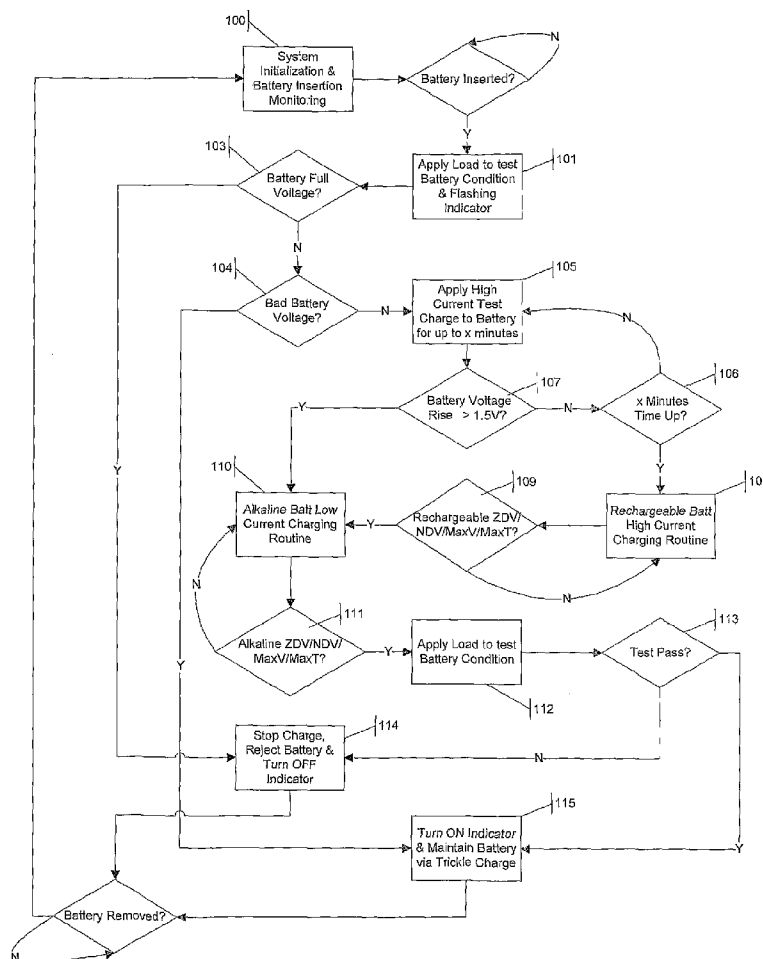 100
System
Initialization &
Battery Insertion
Monitoring
Battery Inserted?
N
Y
103
Battery Full
Voltage?
101
Apply Load to test
Battery Condition
& Flashing
Indicator
N
104
Bad Battery
Voltage?
N
105
Apply High
Current Test
Charge to Battery
for up to x minutes
N
107
Battery Voltage
Rise > 1.5V?
Y
N
106
x Minutes
Time Up?
Y
Y
110
Alkaline Batt Low
Current Charging
Routine
Y
109
Rechargeable ZDV/
NDV/MaxV/MaxT?
10
Rechargeable Batt
High Current
Charging Routine
N
N
111
Alkaline ZDV/NDV/
MaxV/MaxT?
Y
Apply Load to test
Battery Condition
112
113
Test Pass?
Y
114
Stop Charge,
Reject Battery &
Turn OFF
Indicator
N
115
Turn ON Indicator
& Maintain Battery
via Trickle Charge
Y
Battery Removed?
N